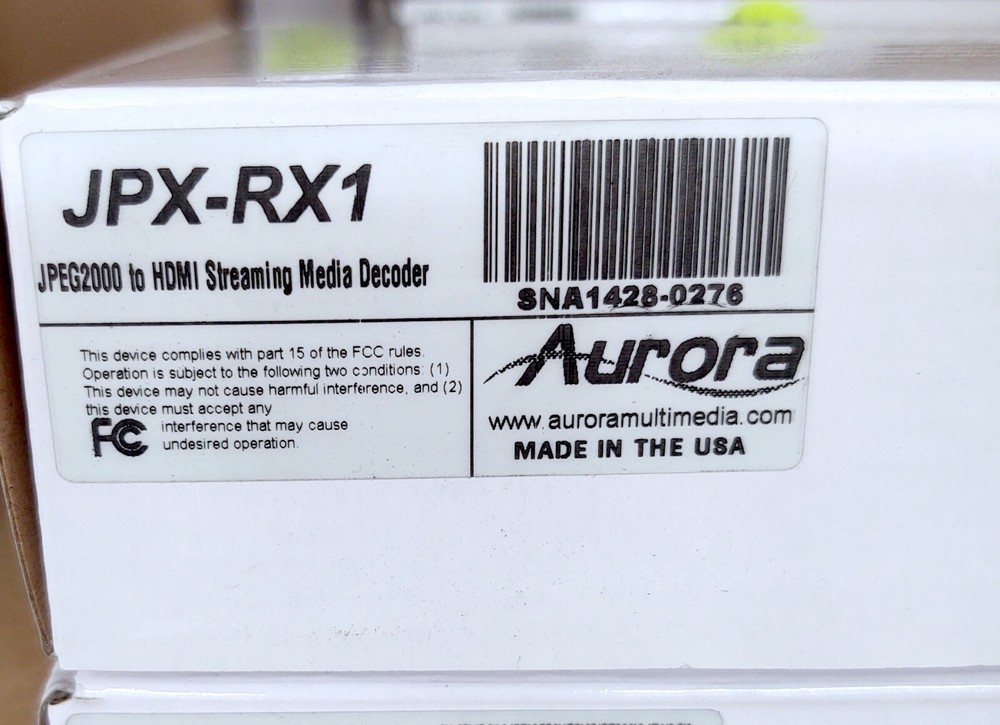 JPX-RX1
JPEG2000 to HDMI Streaming Media Decoder
SNA1428-0276
This device complies with part 15 of the FCC rules.
Operation is subject to the following two conditions: (1)
This device may not cause harmful interference, and (2)
this device must accept any
FC interference that may cause
undesired operation.
Aurora
www.auroramultimedia.com
MADE IN THE USA